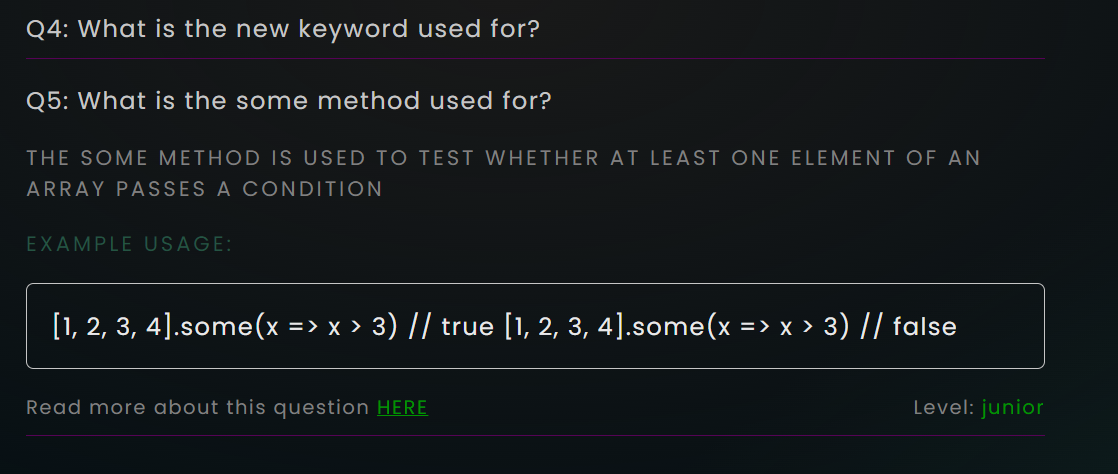 Q4: What is the new keyword used for?
Q5: What is the some method used for?
THE SOME METHOD IS USED TO TEST WHETHER AT LEAST ONE ELEMENT OF AN
ARRAY PASSES A CONDITION
EXAMPLE USAGE:
[1, 2, 3, 4].some(x => x > 3) // true [1, 2, 3, 4].some(x => x > 3) // false
Read more about this question HERE Level: junior